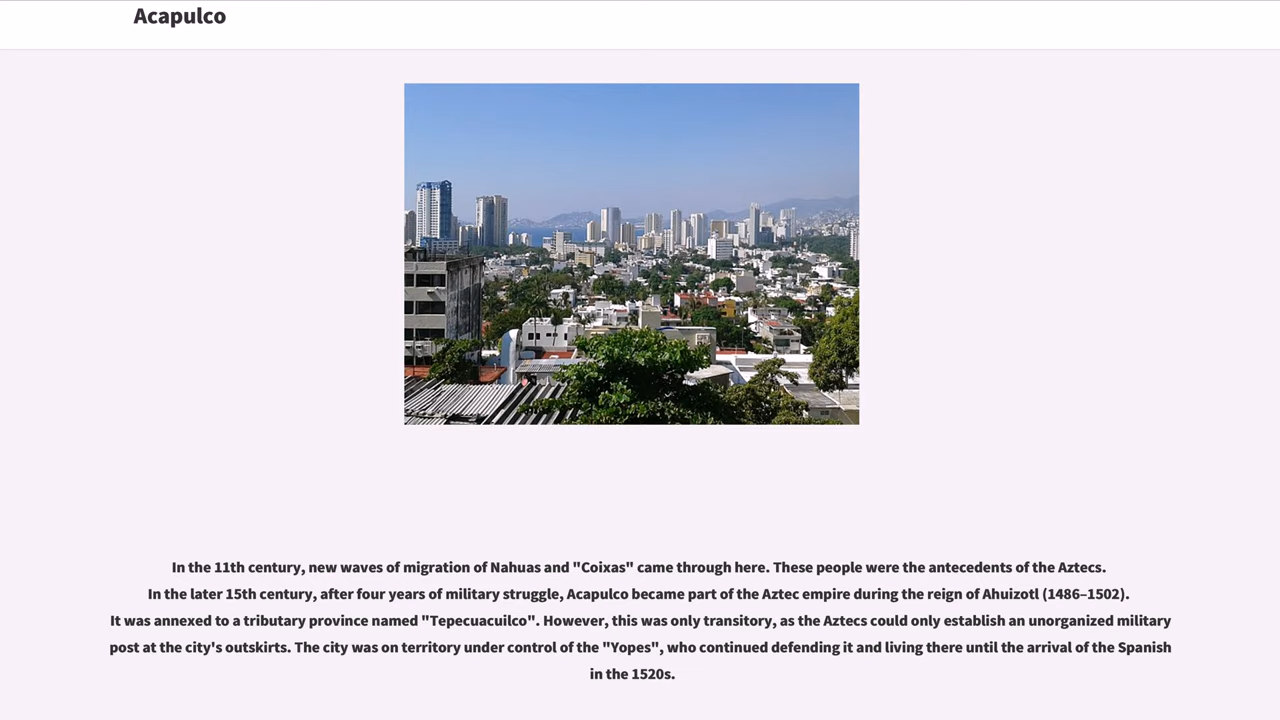 Acapulco
In the 11th century, new waves of migration of Nahuas and "Coixas" came through here. These people were the antecedents of the Aztecs.
In the later 15th century, after four years of military struggle, Acapulco became part of the Aztec empire during the reign of Ahuizotl (1486–1502).
It was annexed to a tributary province named "Tepecuacuilco". However, this was only transitory, as the Aztecs could only establish an unorganized military
post at the city's outskirts. The city was on territory under control of the "Yopes", who continued defending it and living there until the arrival of the Spanish
in the 1520s.